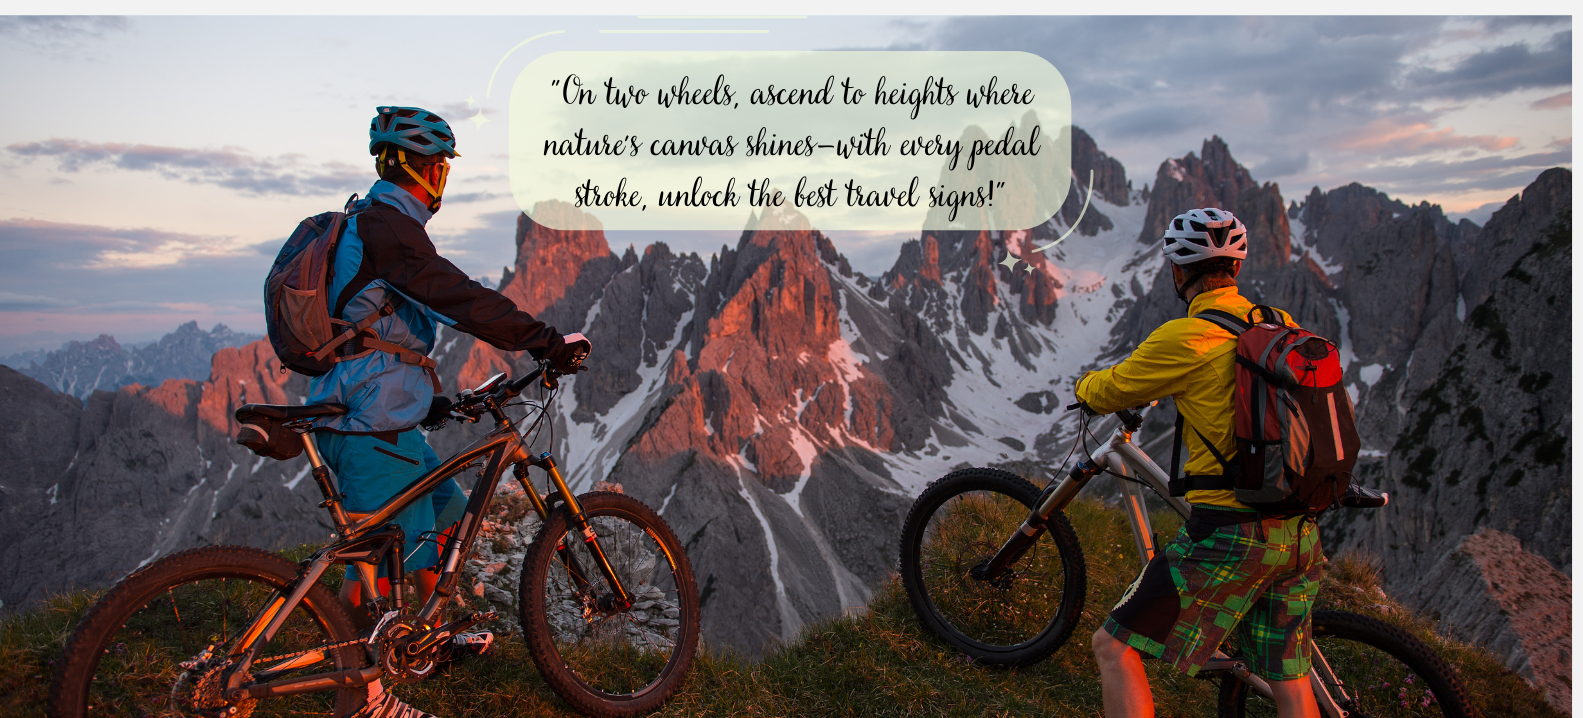 "On two wheels, ascend to heights where
nature's canvas shines—with every pedal
stroke, unlock the best travel signs!"